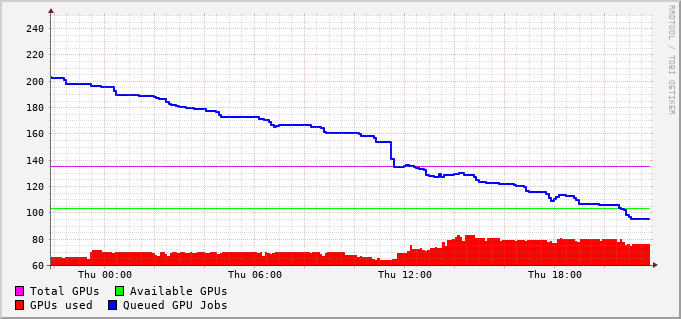 RRDTOOL / TOBI OETIKER
240
220
200
180
160
140
120
100
80
60
Thu 00:00 Thu 06:00 Thu 12:00 Thu 18:00
Total GPUs Available GPUs
GPUs used Queued GPU Jobs